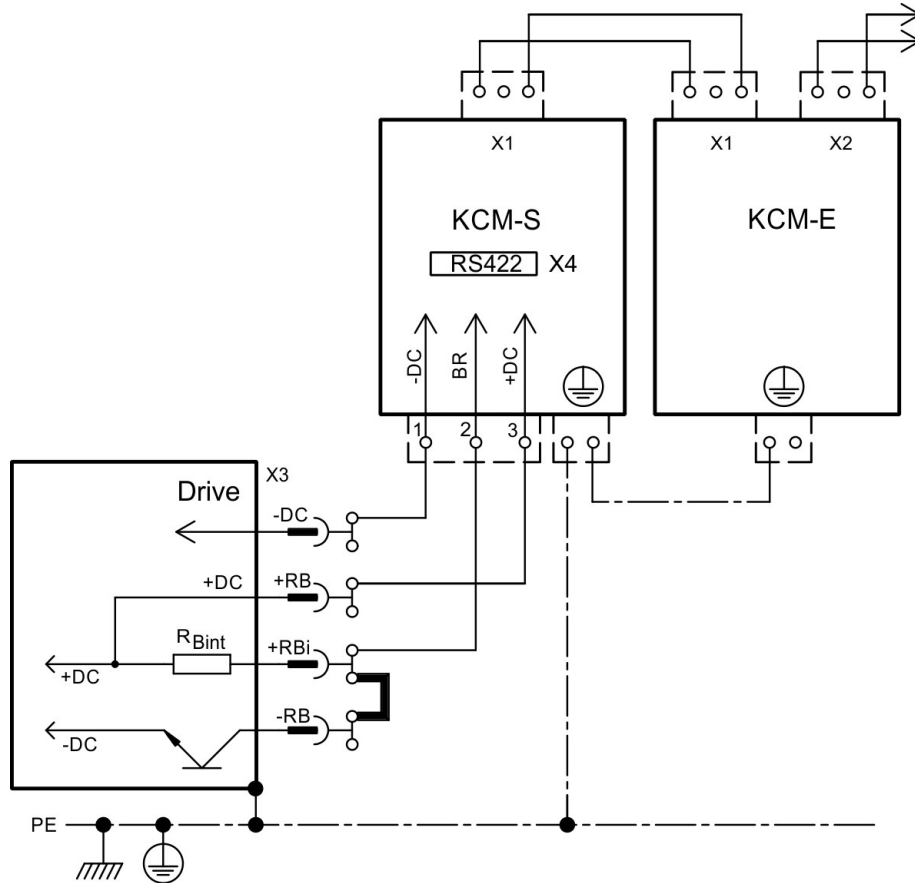 X1
X1
X2
KCM-S
KCM-E
RS422 X4
-DC
BR
+DC
1 2 3
X3
Drive
-DC
+DC
+RB
RBint
+RBi
+DC
-RB
-DC
PE